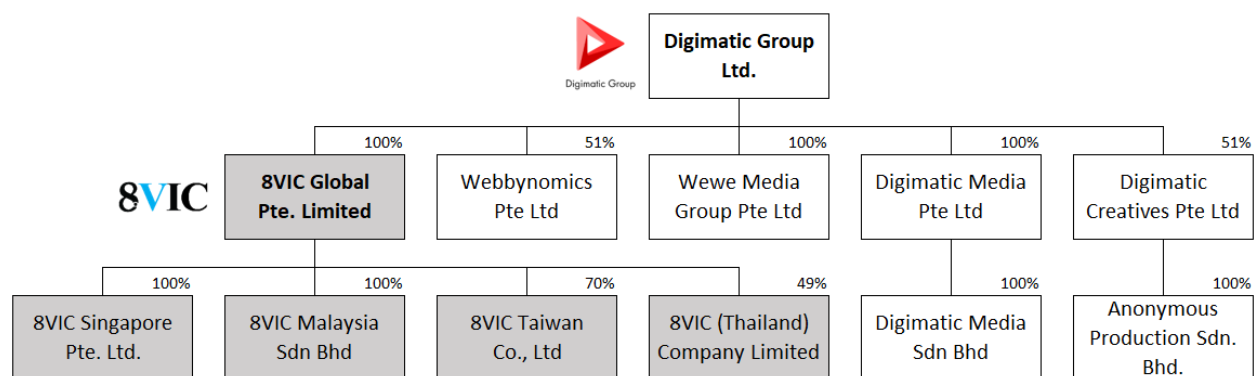 Digimatic Group
Ltd.
Digimatic Group
100%
51%
100%
100%
51%
8VIC
8VIC Global
Pte. Limited
Webbynomics
Pte Ltd
Wewe Media
Group Pte Ltd
Digimatic Media
Pte Ltd
Digimatic
Creatives Pte Ltd
100%
100%
70%
49%
100%
100%
8VIC Singapore
Pte. Ltd.
8VIC Malaysia
Sdn Bhd
8VIC Taiwan
Co., Ltd
8VIC (Thailand)
Company Limited
Digimatic Media
Sdn Bhd
Anonymous
Production Sdn.
Bhd.